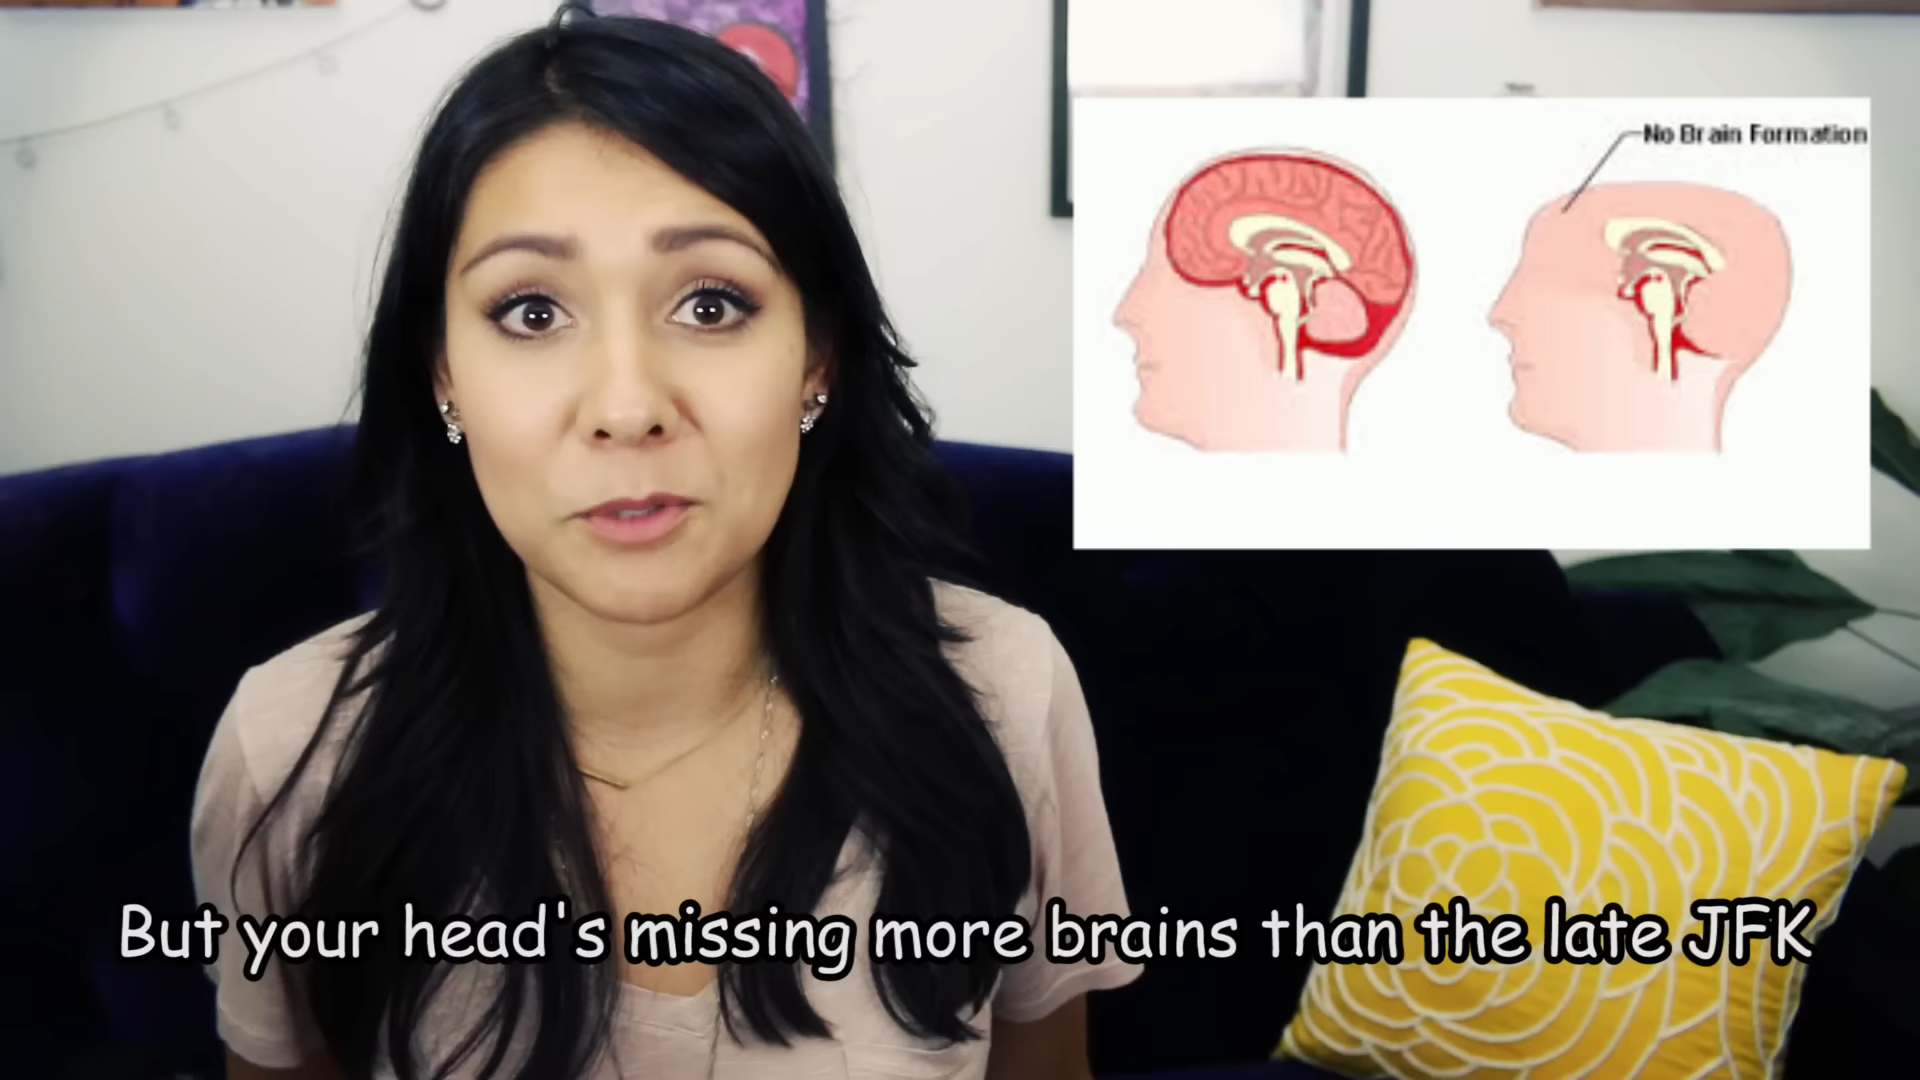 No Brain Formation
But your head's missing more brains than the late JFK